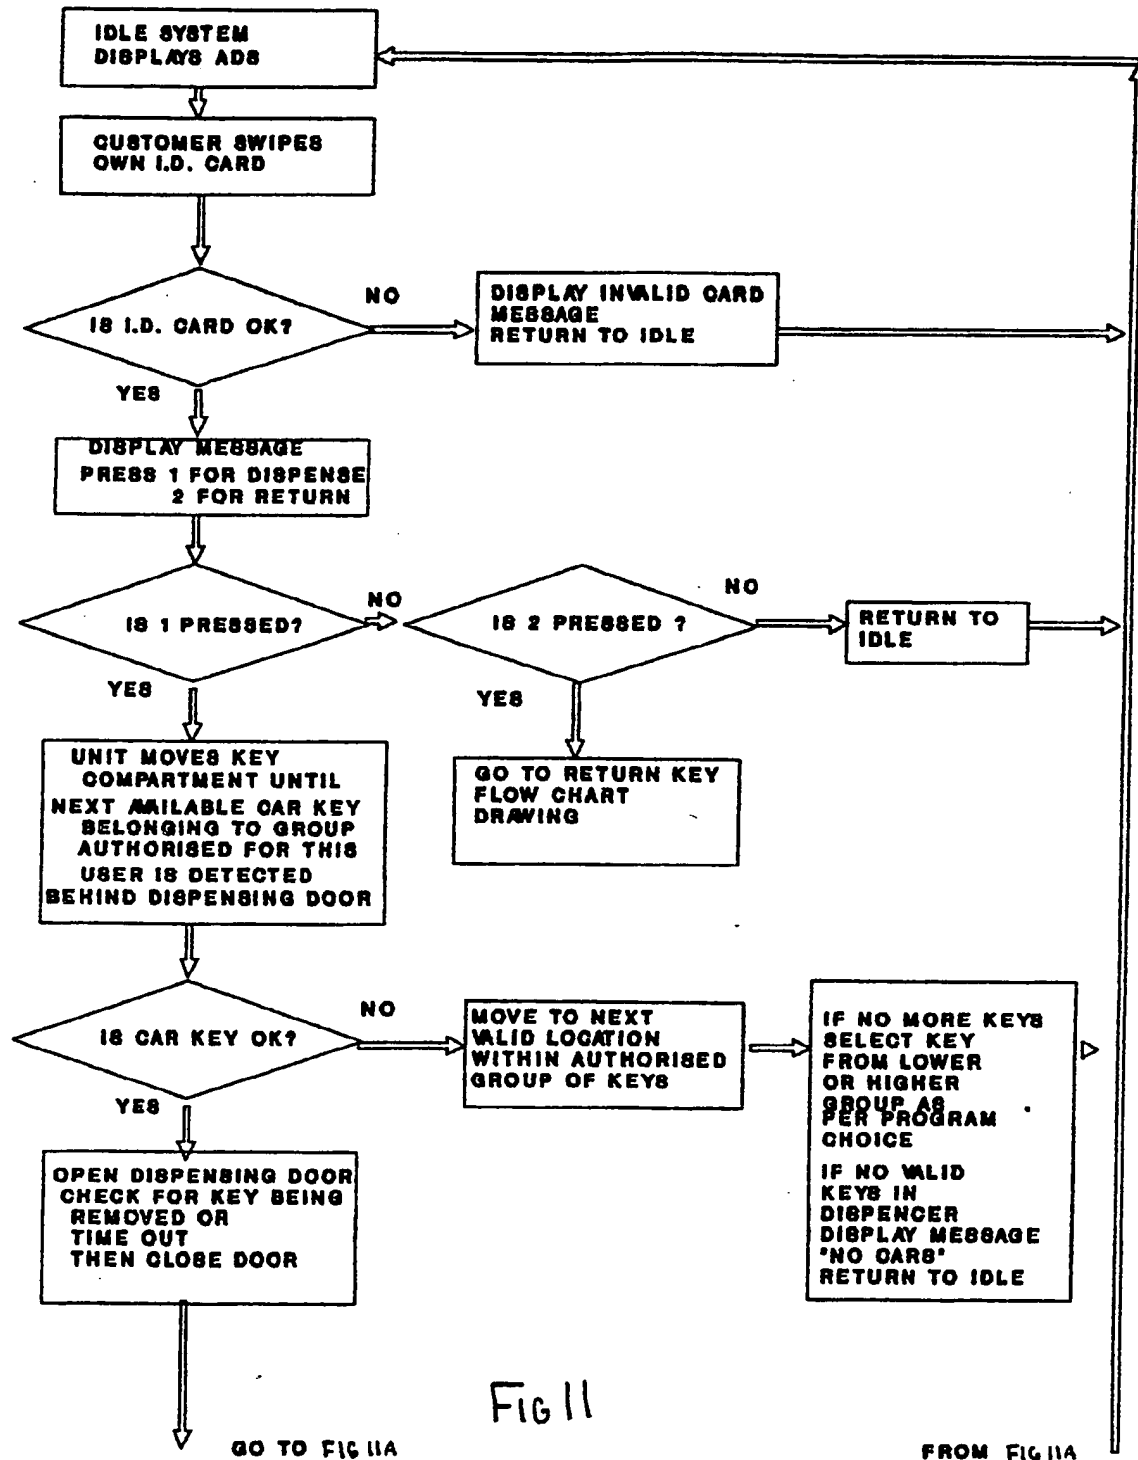 IDLE SYSTEM
DISPLAYS ADS
CUSTOMER SWIPES
OWN I.D. CARD
IS I.D. CARD OK?
NO
DISPLAY INVALID CARD
MESSAGE
RETURN TO IDLE
YES
DISPLAY MESSAGE
PRESS 1 FOR DISPENSE
2 FOR RETURN
IS 1 PRESSED?
NO
IS 2 PRESSED ?
NO
RETURN TO
IDLE
YES
UNIT MOVES KEY
COMPARTMENT UNTIL
NEXT AVAILABLE CAR KEY
BELONGING TO GROUP
AUTHORISED FOR THIS
USER IS DETECTED
BEHIND DISPENSING DOOR
YES
GO TO RETURN KEY
FLOW CHART
DRAWING
IS CAR KEY OK?
NO
MOVE TO NEXT
VALID LOCATION
WITHIN AUTHORISED
GROUP OF KEYS
IF NO MORE KEYS
SELECT KEY
FROM LOWER
OR HIGHER
GROUP AS
PER PROGRAM
CHOICE
IF NO VALID
KEYS IN
DISPENCER
DISPLAY MESSAGE
"NO CARS"
RETURN TO IDLE
YES
OPEN DISPENSING DOOR
CHECK FOR KEY BEING
REMOVED OR
TIME OUT
THEN CLOSE DOOR
FIG 11
GO TO FIG 11A
FROM FIG 11A